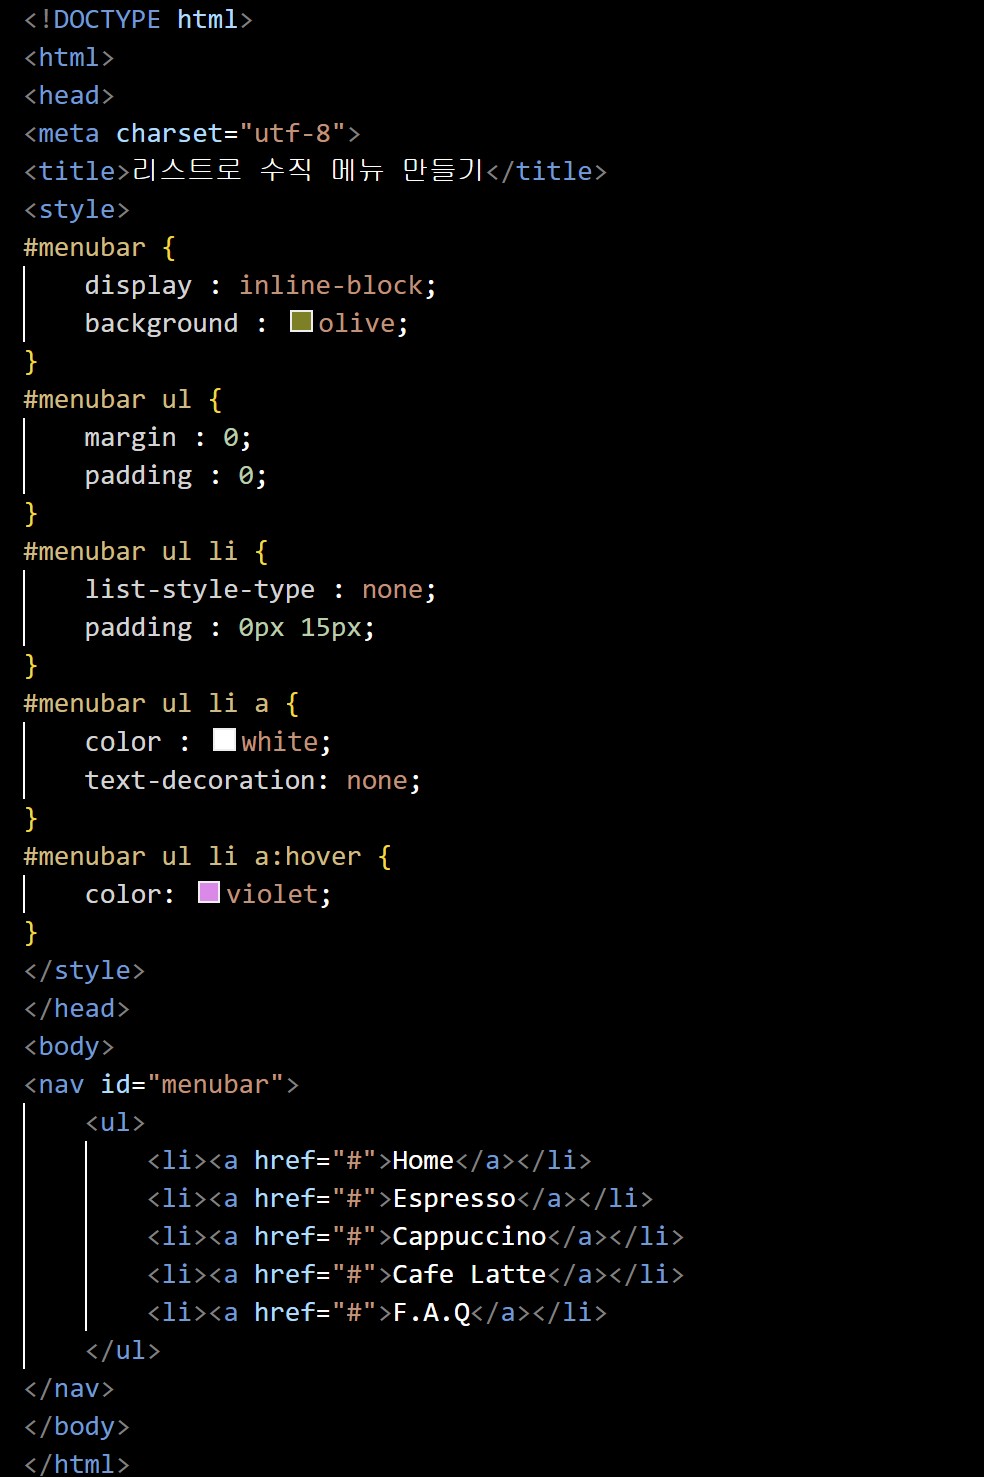 <!DOCTYPE html>
<html>
<head>
<meta charset="utf-8">
<title>리스트로 수직 메뉴 만들기</title>
<style>
#menubar {
    display : inline-block;
    background : olive;
}
#menubar ul {
    margin : 0;
    padding : 0;
}
#menubar ul li {
    list-style-type : none;
    padding : 0px 15px;
}
#menubar ul li a {
    color : white;
    text-decoration: none;
}
#menubar ul li a:hover {
    color: violet;
}
</style>
</head>
<body>
<nav id="menubar">
    <ul>
        <li><a href="#">Home</a></li>
        <li><a href="#">Espresso</a></li>
        <li><a href="#">Cappuccino</a></li>
        <li><a href="#">Cafe Latte</a></li>
        <li><a href="#">F.A.Q</a></li>
    </ul>
</nav>
</body>
</html>